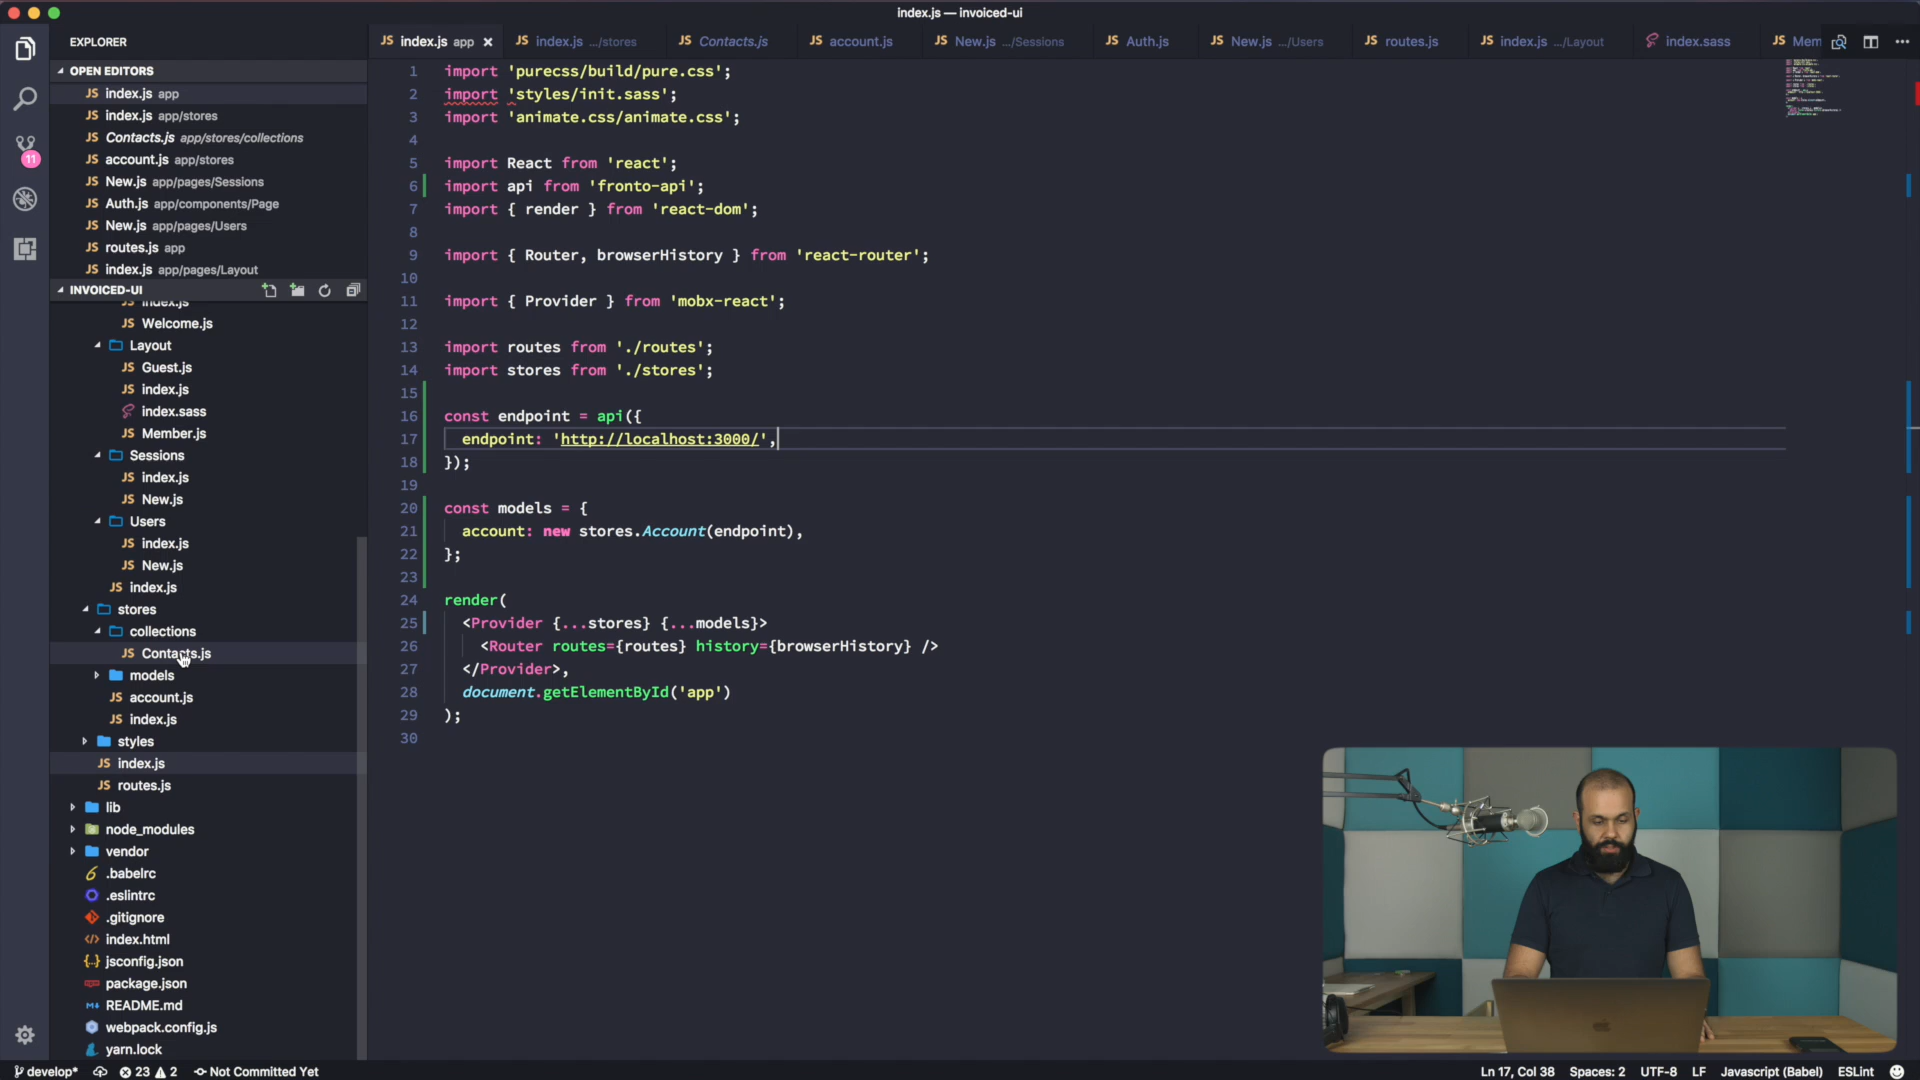 index.js — invoiced-ui
EXPLORER
OPEN EDITORS
JS index.js app
JS index.js app/stores
JS Contacts.js app/stores/collections
JS account.js app/stores
JS New.js app/pages/Sessions
JS Auth.js app/components/Page
JS New.js app/pages/Users
JS routes.js app
JS index.js app/pages/Layout
11
INVOICED-UI
JS index.js
JS Welcome.js
Layout
JS Guest.js
JS index.js
index.sass
JS Member.js
Sessions
JS index.js
JS New.js
Users
JS index.js
JS New.js
JS index.js
stores
collections
JS Contacts.js
models
JS account.js
JS index.js
styles
JS index.js
JS routes.js
lib
node_modules
vendor
.babelrc
.eslintrc
.gitignore
index.html
jsconfig.json
package.json
README.md
webpack.config.js
yarn.lock
JS index.js app
JS index.js .../stores
JS Contacts.js
JS account.js
JS New.js .../Sessions
JS Auth.js
JS New.js .../Users
JS routes.js
JS index.js .../Layout
index.sass
JS Mem
1 import 'purecss/build/pure.css';
2 import 'styles/init.sass';
3 import 'animate.css/animate.css';
4
5 import React from 'react';
6 import api from 'fronto-api';
7 import { render } from 'react-dom';
8
9 import { Router, browserHistory } from 'react-router';
10
11 import { Provider } from 'mobx-react';
12
13 import routes from './routes';
14 import stores from './stores';
15
16 const endpoint = api({
17 endpoint: 'http://localhost:3000/',
18 });
19
20 const models = {
21 account: new stores.Account(endpoint),
22 };
23
24 render(
25 <Provider {...stores} {...models}>
26 <Router routes={routes} history={browserHistory} />
27 </Provider>,
28 document.getElementById('app')
29 );
30
develop* 23 2 Not Committed Yet
Ln 17, Col 38 Spaces: 2 UTF-8 LF Javascript (Babel) ESLint